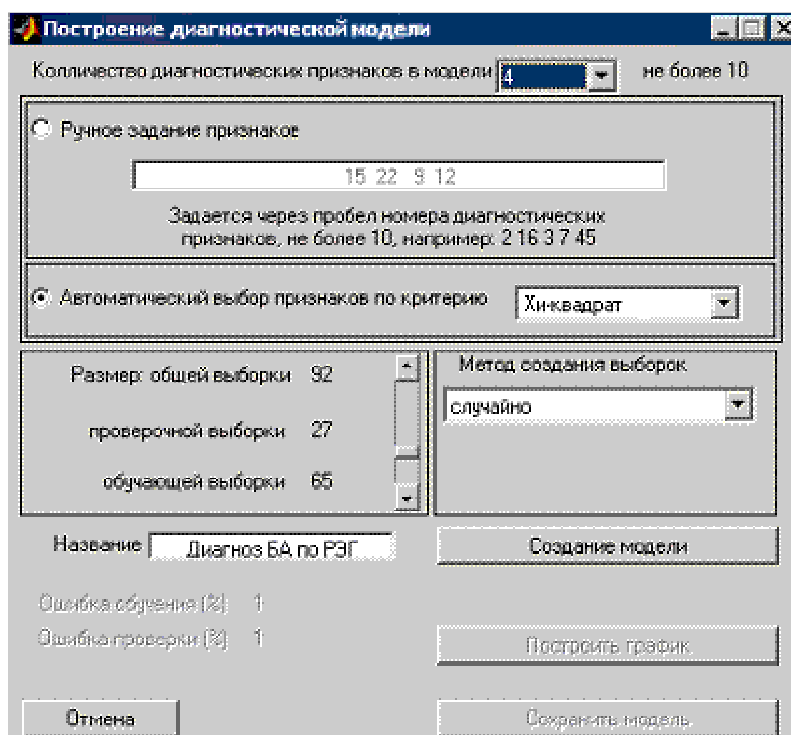 Построение диагностической модели
Колличество диагностических признаков в модели 4 не более 10
Ручное задание признаков
15 22 9 12
Задается через пробел номера диагностических
признаков, не более 10, например: 2 16 3 7 45
Автоматический выбор признаков по критерию Хи-квадрат
Размер: общей выборки 92
проверочной выборки 27
обучающей выборки 65
Метод создания выборок
случайно
Название Диагноз БА по РЭГ
Создание модели
Ошибка обучения (%) 1
Ошибка проверки (%) 1
Построить график
Отмена
Сохранить модель